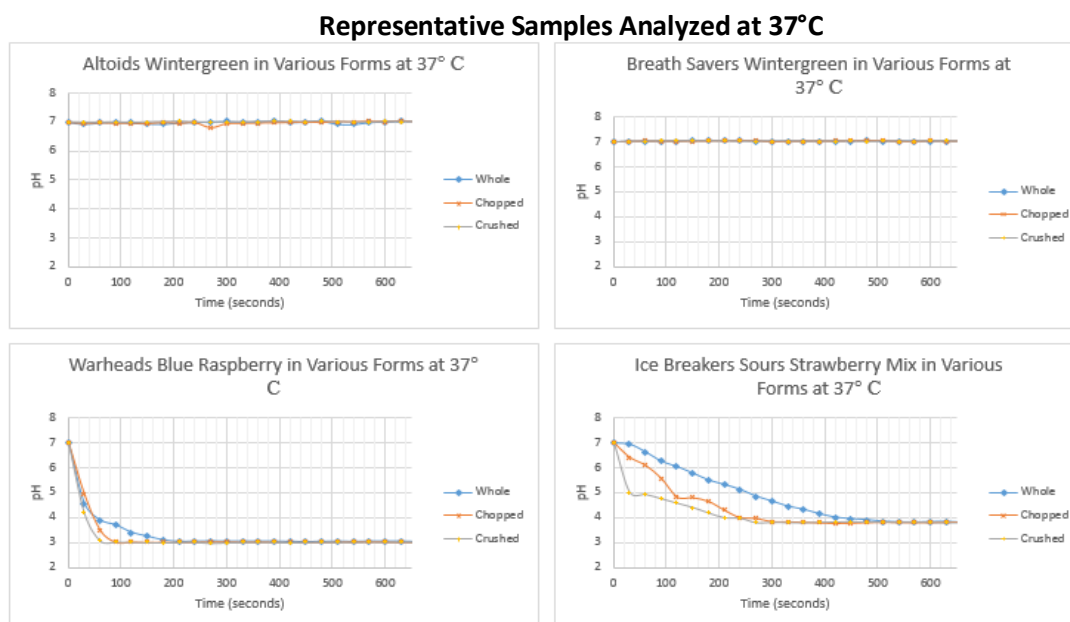 Representative Samples Analyzed at 37°C
Altoids Wintergreen in Various Forms at 37° C
8
7
6
5
4
3
2
pH
0 100 200 300 400 500 600
Time (seconds)
Whole
Chopped
Crushed
Breath Savers Wintergreen in Various Forms at
37° C
8
7
6
5
4
3
2
pH
0 100 200 300 400 500 600
Time (seconds)
Whole
Chopped
Crushed
Warheads Blue Raspberry in Various Forms at 37°
C
8
7
6
5
4
3
2
pH
0 100 200 300 400 500 600
Time (seconds)
Whole
Chopped
Crushed
Ice Breakers Sours Strawberry Mix in Various
Forms at 37° C
8
7
6
5
4
3
2
pH
0 100 200 300 400 500 600
Time (seconds)
Whole
Chopped
Crushed